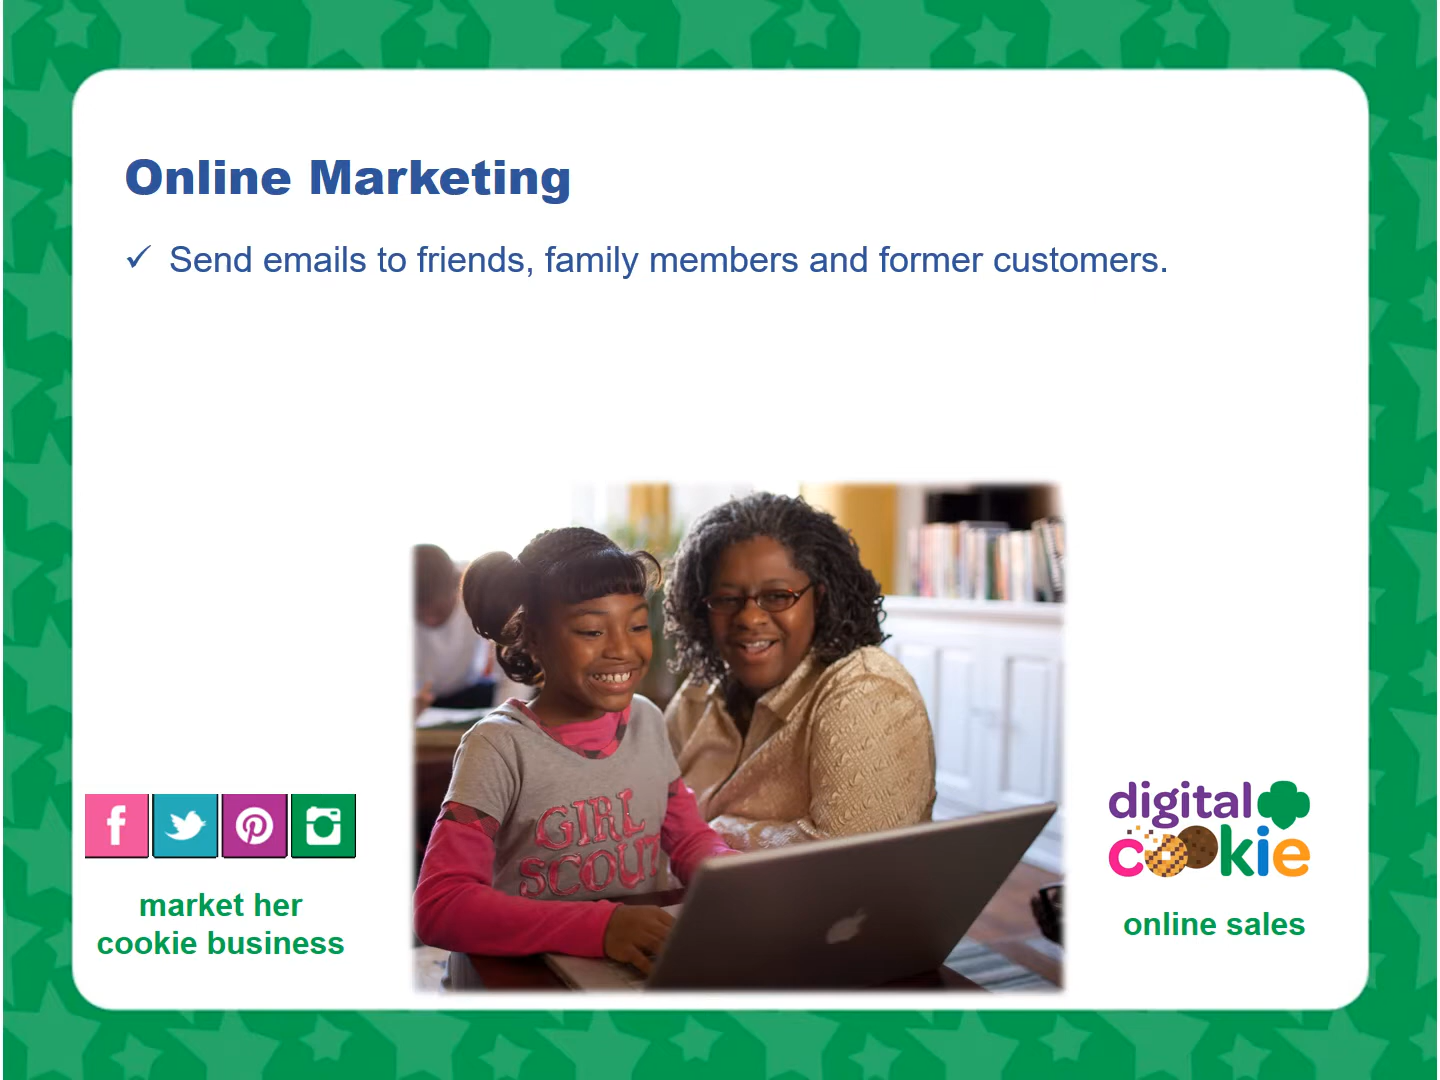 Online Marketing
✓ Send emails to friends, family members and former customers.
GIRL
SCOUT
f
digital
cookie
market her
cookie business
online sales